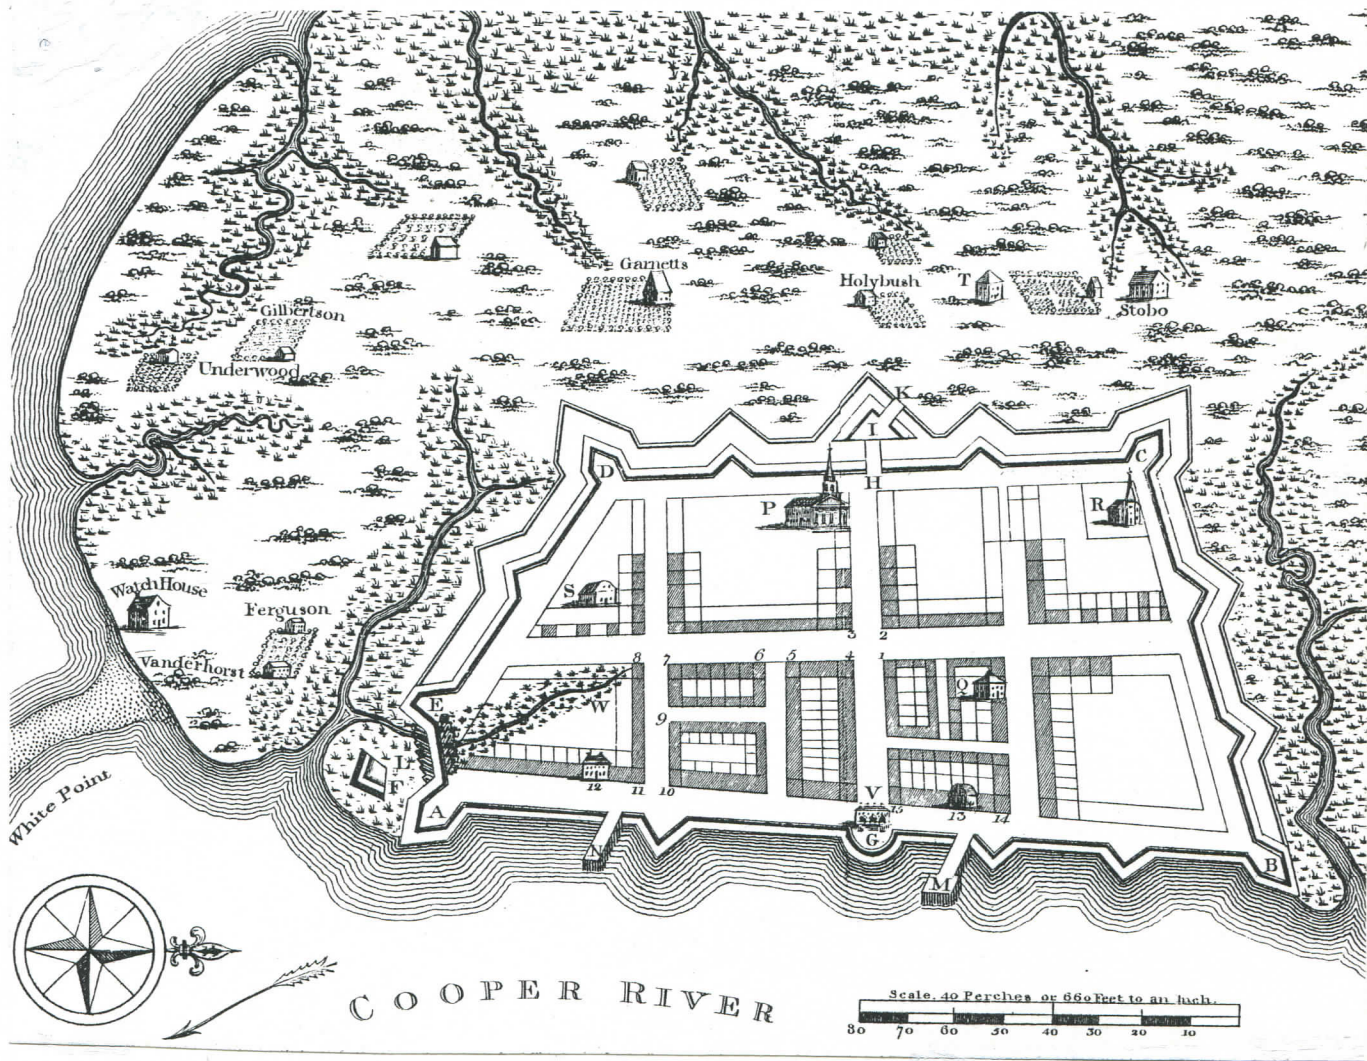 Garnetts
Holybush
T
Stobo
Gilbertson
Underwood
K
I
D
C
H
P
R
Watch House
S
Ferguson
3
2
Vanderhorst
8
7
6
5
4
1
Q
E
W
9
L
F
12
11
10
V
15
13
14
A
G
B
N
M
White Point
COOPER RIVER
Scale. 40 Perches or 660 Feet to an Inch.
80 70 60 50 40 30 20 10